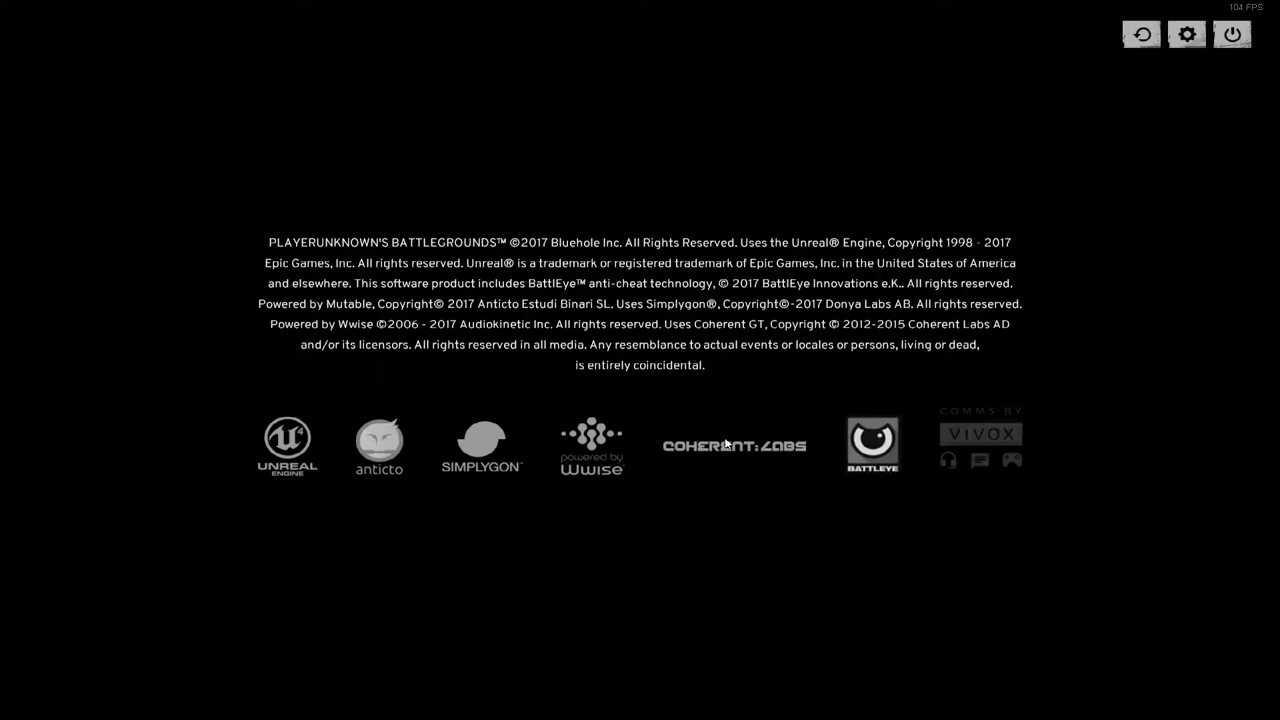 104 FPS
PLAYERUNKNOWN'S BATTLEGROUNDS™ ©2017 Bluehole Inc. All Rights Reserved. Uses the Unreal® Engine, Copyright 1998 - 2017
Epic Games, Inc. All rights reserved. Unreal® is a trademark or registered trademark of Epic Games, Inc. in the United States of America
and elsewhere. This software product includes BattlEye™ anti-cheat technology, © 2017 BattlEye Innovations e.K.. All rights reserved.
Powered by Mutable, Copyright© 2017 Anticto Estudi Binari SL. Uses Simplygon®, Copyright©-2017 Donya Labs AB. All rights reserved.
Powered by Wwise ©2006 - 2017 Audiokinetic Inc. All rights reserved. Uses Coherent GT, Copyright © 2012-2015 Coherent Labs AD
and/or its licensors. All rights reserved in all media. Any resemblance to actual events or locales or persons, living or dead,
is entirely coincidental.
4
UNREAL
ENGINE
anticto
SIMPLYGON™
powered by
wwise
COHERENT:LABS
BATTLEYE
COMMS BY
VIVOX